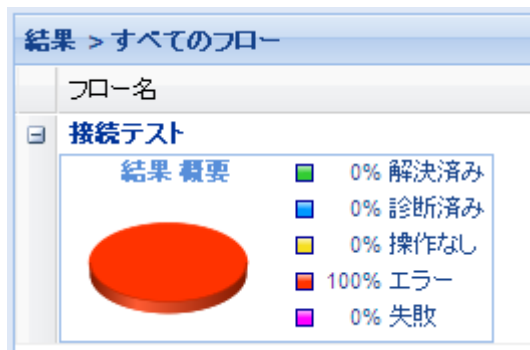 結果 > すべてのフロー
フロー名
接続テスト
結果 概要
0% 解決済み
0% 診断済み
0% 操作なし
100% エラー
0% 失敗